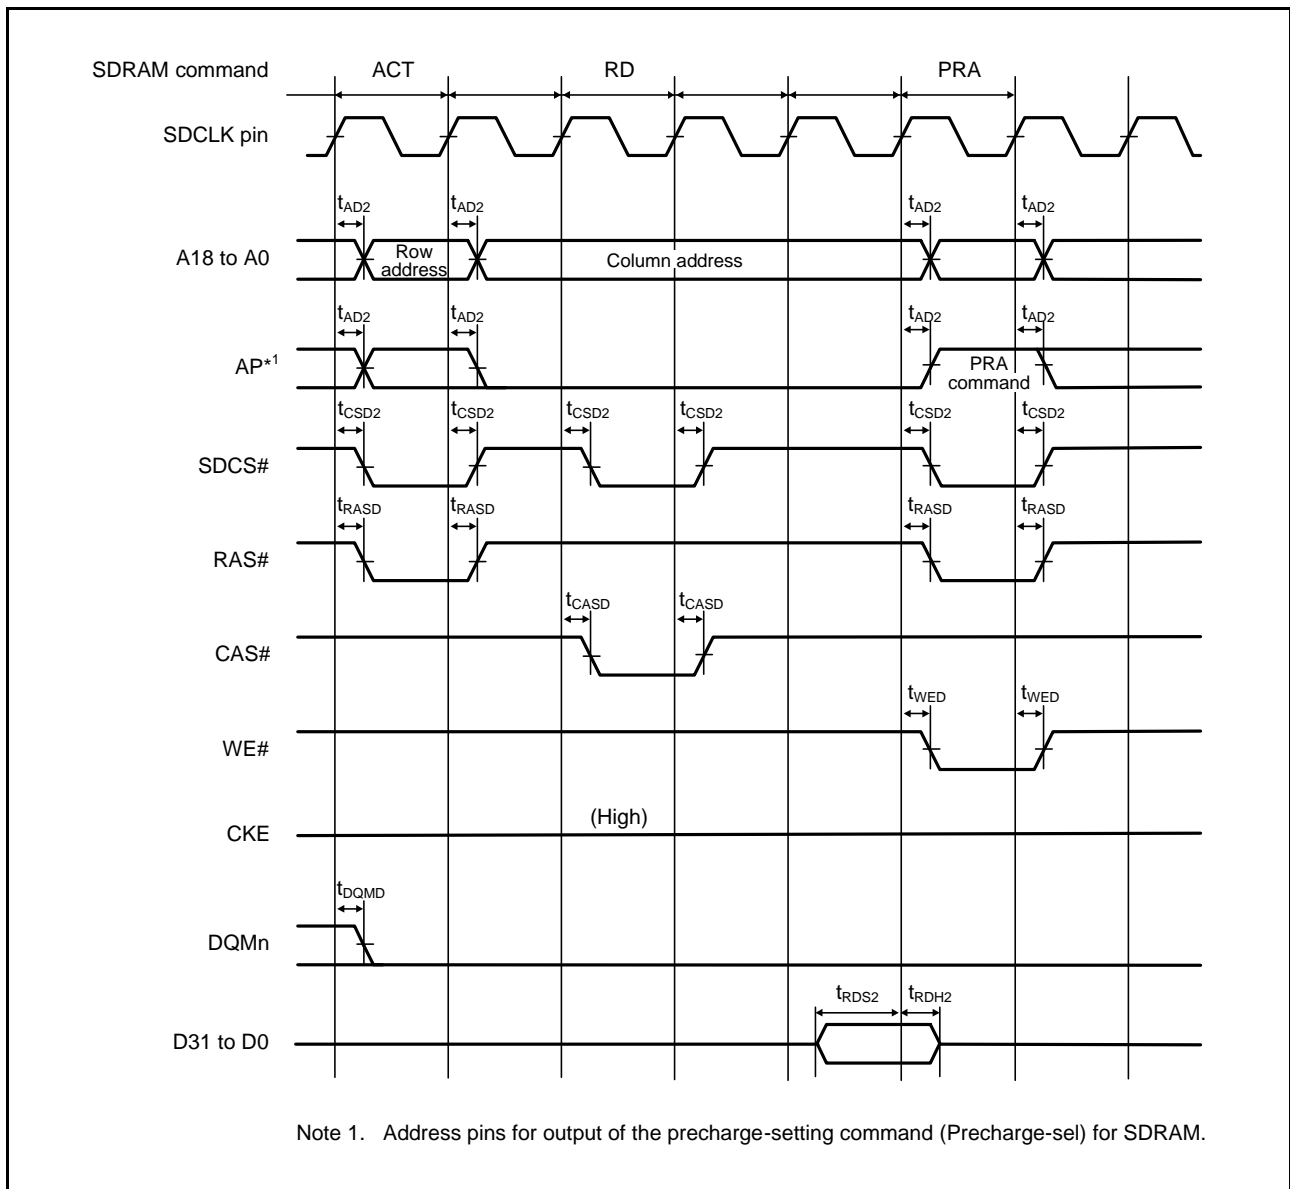 SDRAM command ACT RD PRA
SDCLK pin
tAD2 tAD2 tAD2 tAD2
A18 to A0 Row address Column address
tAD2 tAD2 tAD2 tAD2
AP*1 PRA command
tCSD2 tCSD2 tCSD2 tCSD2 tCSD2 tCSD2
SDCS#
tRASD tRASD tRASD tRASD
RAS#
tCASD tCASD
CAS#
tWED tWED
WE#
(High)
CKE
tDQMD
DQMn
tRDS2 tRDH2
D31 to D0
Note 1. Address pins for output of the precharge-setting command (Precharge-sel) for SDRAM.